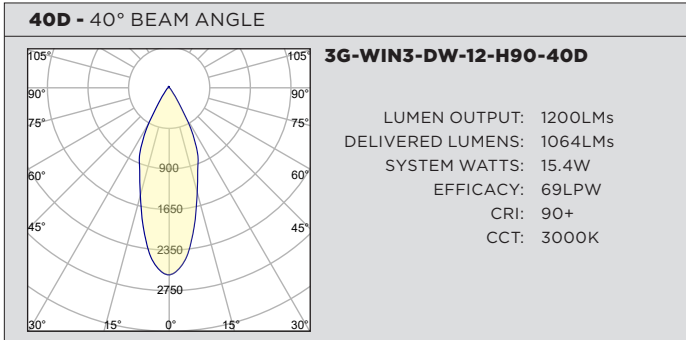 40D - 40° BEAM ANGLE
3G-WIN3-DW-12-H90-40D
LUMEN OUTPUT: 1200LMs
DELIVERED LUMENS: 1064LMs
SYSTEM WATTS: 15.4W
EFFICACY: 69LPW
CRI: 90+
CCT: 3000K
105° 105°
90° 90°
75° 75°
900
60° 60°
1650
45° 45°
2350
2750
30° 15° 0° 15° 30°